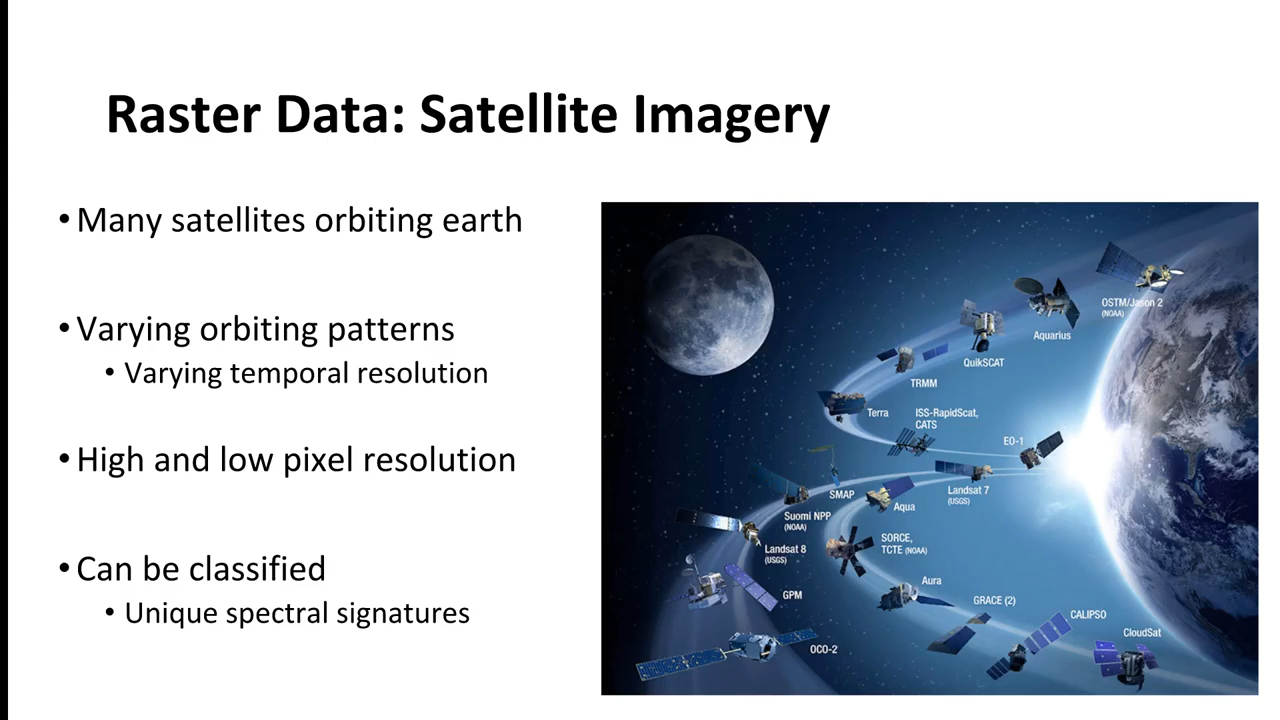 Raster Data: Satellite Imagery
• Many satellites orbiting earth
• Varying orbiting patterns
• Varying temporal resolution
• High and low pixel resolution
• Can be classified
• Unique spectral signatures
OSTM/Jason 2
(NOAA)
Aquarius
QuikSCAT
TRMM
Terra
ISS-RapidScat,
CATS
EO-1
SMAP
Landsat 7
(USGS)
Aqua
Suomi NPP
(NOAA)
Landsat 8
(USGS)
SORCE,
TCTE (NOAA)
Aura
GPM
GRACE (2)
CALIPSO
CloudSat
OCO-2